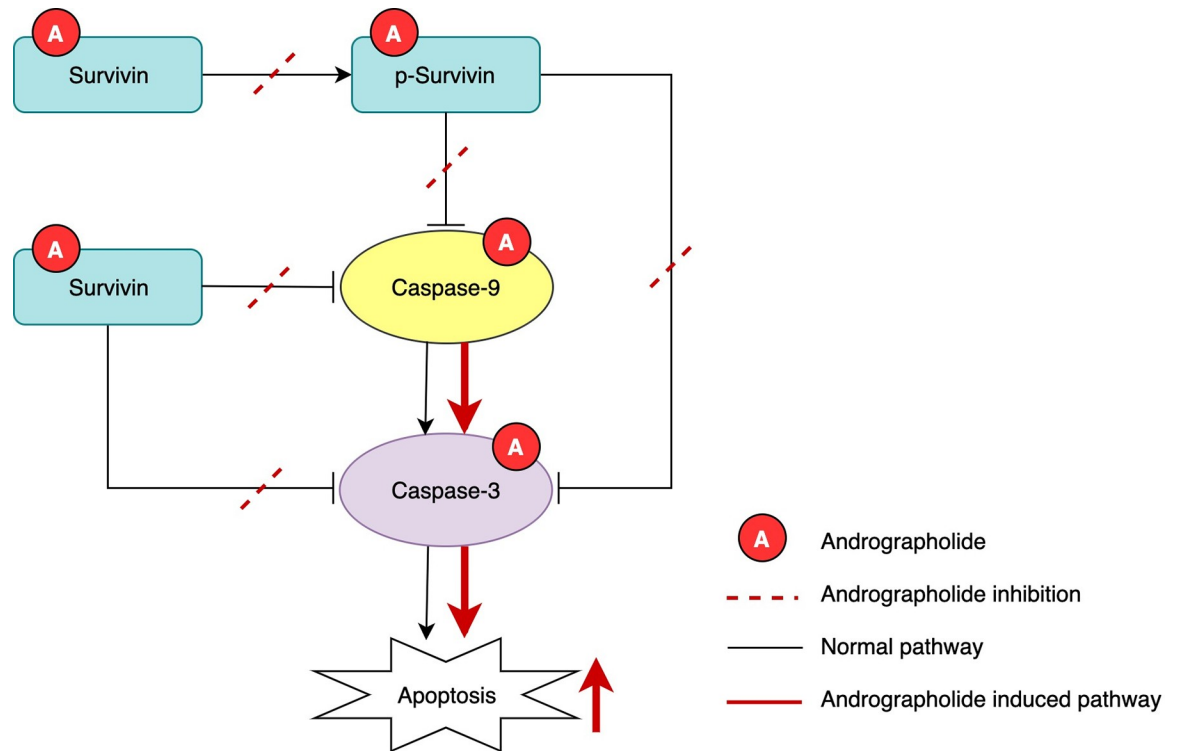 A
A
Survivin
p-Survivin
A
A
Survivin
Caspase-9
A
Caspase-3
A
Andrographolide
Andrographolide inhibition
Normal pathway
Apoptosis
Andrographolide induced pathway